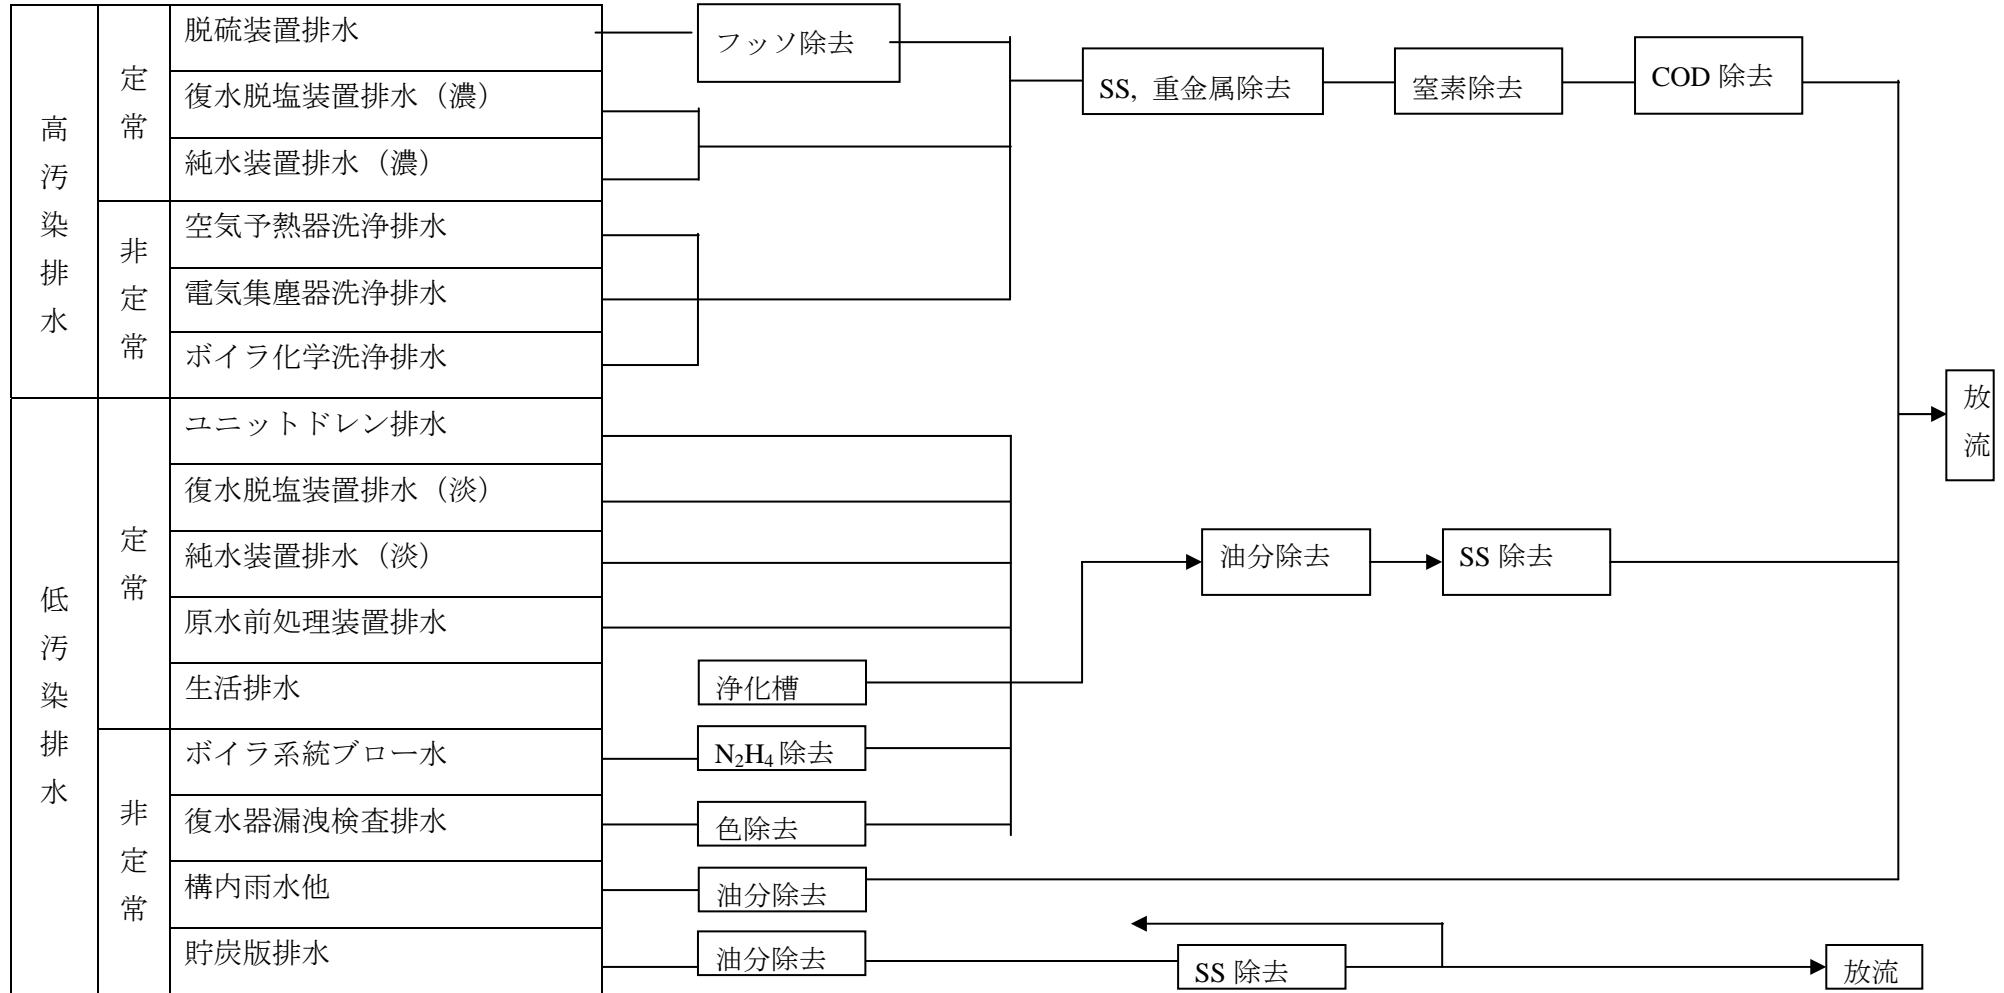 高汚染排水
定常
脱硫装置排水
フッソ除去
SS, 重金属除去
窒素除去
COD 除去
復水脱塩装置排水（濃）
純水装置排水（濃）
非定常
空気予熱器洗浄排水
電気集塵器洗浄排水
ボイラ化学洗浄排水
放流
低汚染排水
定常
ユニットドレン排水
復水脱塩装置排水（淡）
純水装置排水（淡）
油分除去
SS 除去
原水前処理装置排水
生活排水
浄化槽
非定常
ボイラ系統ブロー水
N₂H₄ 除去
復水器漏洩検査排水
色除去
構内雨水他
油分除去
貯炭版排水
油分除去
SS 除去
放流